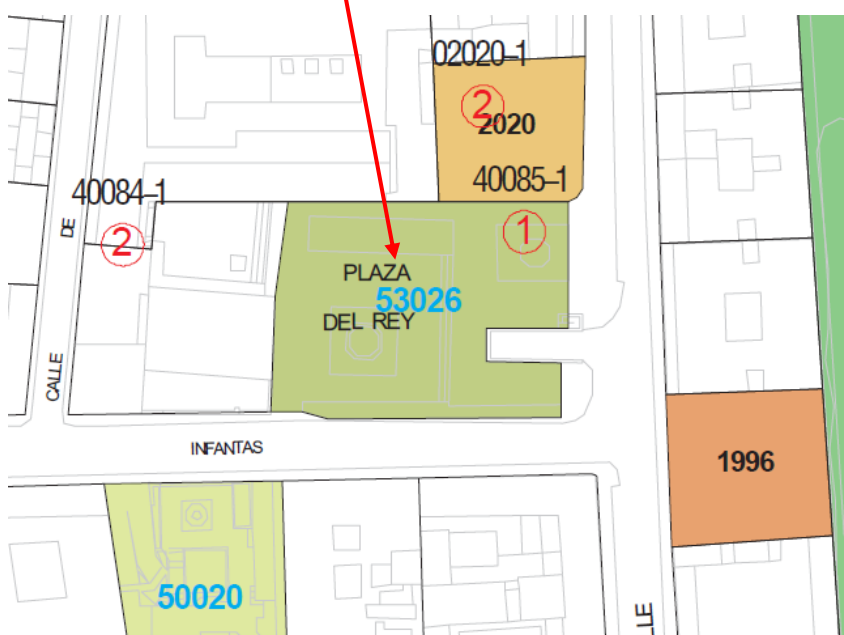 02020-1
2
2020
40085-1
40084-1
1
2
DE
PLAZA
53026
DEL REY
CALLE
INFANTAS
1996
50020
LLE